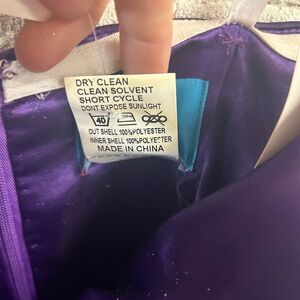 DRY CLEAN
CLEAN SOLVENT
SHORT CYCLE
DONT EXPOSE SUNLIGHT
40
OUT SHELL 100%POLYESTER
INNER SHELL 100%POLYESTER
MADE IN CHINA